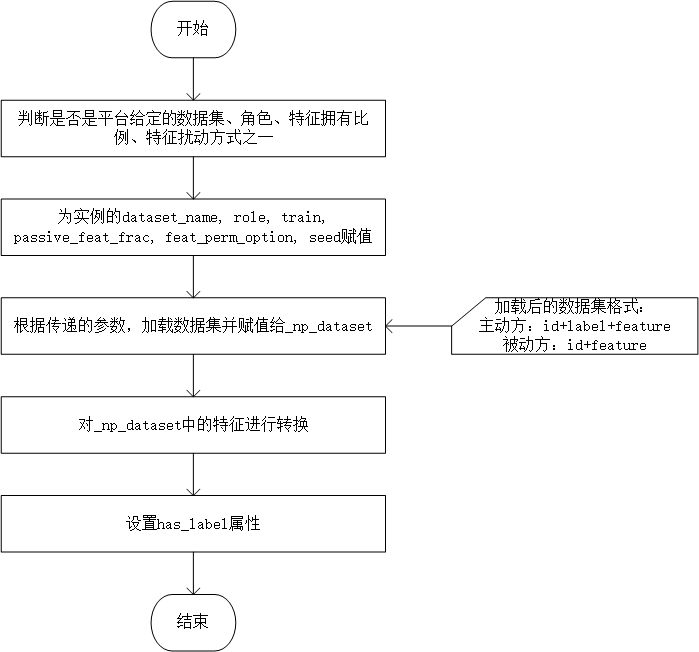 开始
判断是否是平台给定的数据集、角色、特征拥有比
例、特征扰动方式之一
为实例的dataset_name, role, train,
passive_feat_frac, feat_perm_option, seed赋值
根据传递的参数，加载数据集并赋值给_np_dataset
加载后的数据集格式：
主动方：id+label+feature
被动方：id+feature
对_np_dataset中的特征进行转换
设置has_label属性
结束